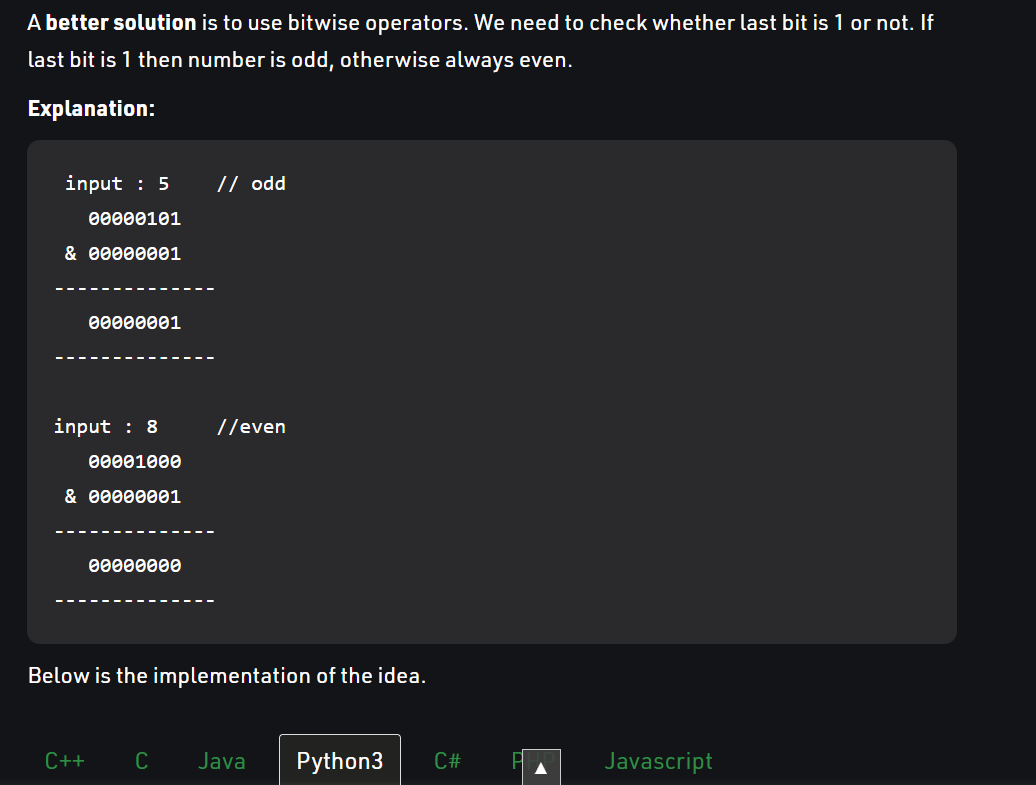 A better solution is to use bitwise operators. We need to check whether last bit is 1 or not. If
last bit is 1 then number is odd, otherwise always even.
Explanation:
input : 5    // odd
00000101
& 00000001
--------------
00000001
--------------
input : 8     //even
00001000
& 00000001
--------------
00000000
--------------
Below is the implementation of the idea.
C++ C Java Python3 C# PHP Javascript
▲